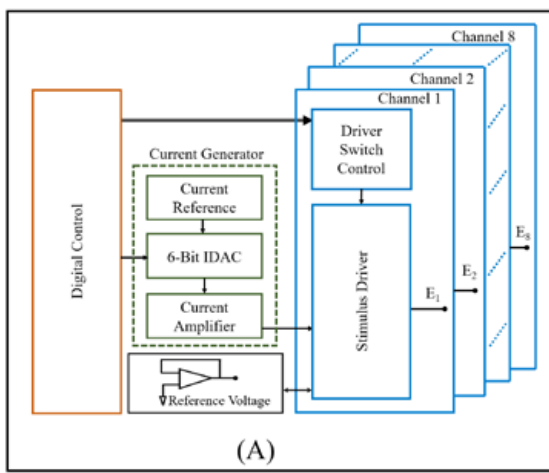 Channel 8
Channel 2
Channel 1
Digital Control
Current Generator
Current
Reference
6-Bit IDAC
Current
Amplifier
Reference Voltage
Driver
Switch
Control
Stimulus Driver
E1
E2
E8
(A)